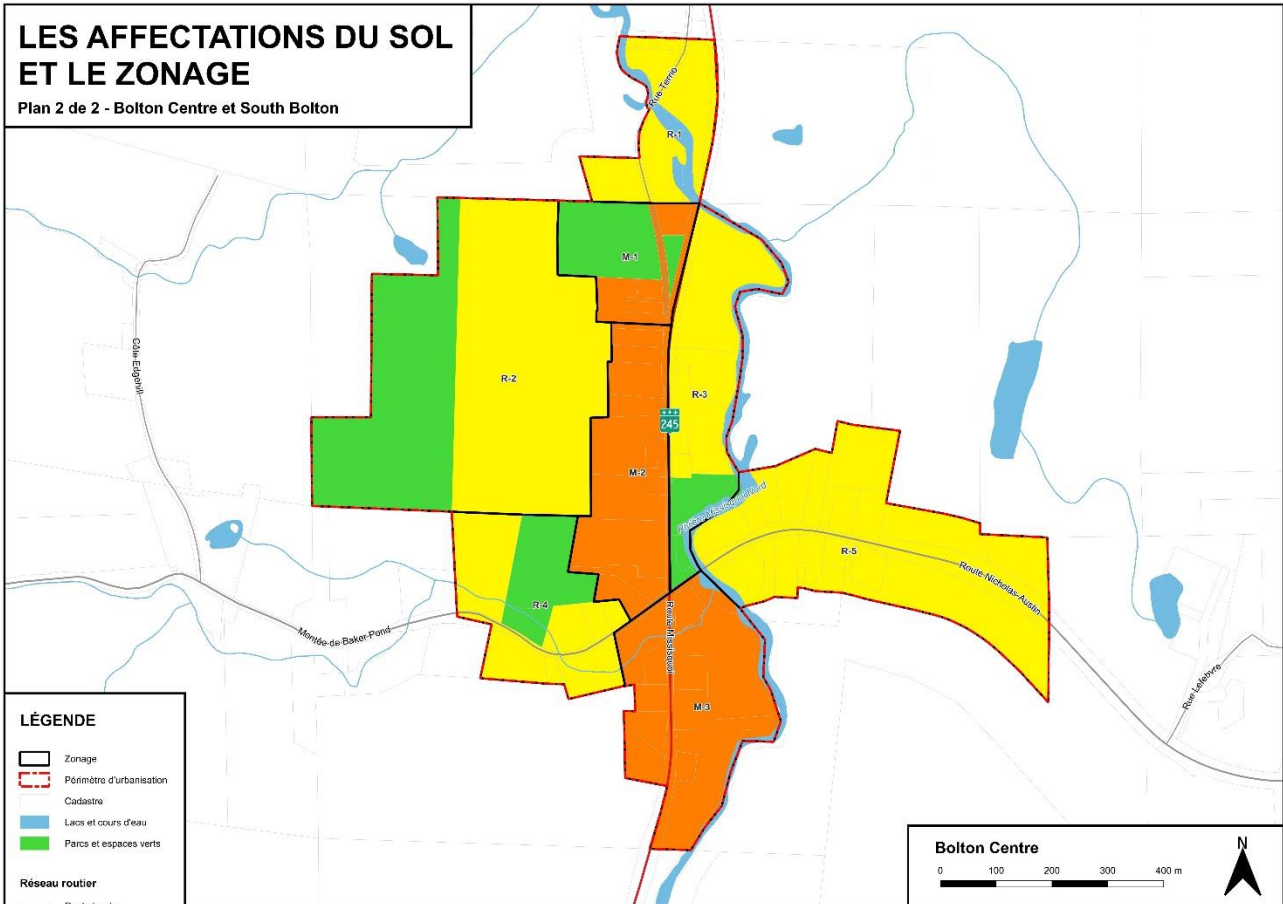 LES AFFECTATIONS DU SOL
ET LE ZONAGE
Plan 2 de 2 - Bolton Centre et South Bolton
Rue-Terrio
R-1
M-1
Côte-Edgehill
R-2
R-3
245
M-2
Rivière Missisquoi Nord
R-5
Route-Nicholas-Austin
R-4
Montée-de-Baker-Pond
Route-Missisquoi
M-3
Rue-Lefebvre
LÉGENDE
Zonage
Périmètre d'urbanisation
Cadastre
Lacs et cours d'eau
Parcs et espaces verts
Réseau routier
Bolton Centre
0 100 200 300 400 m
N